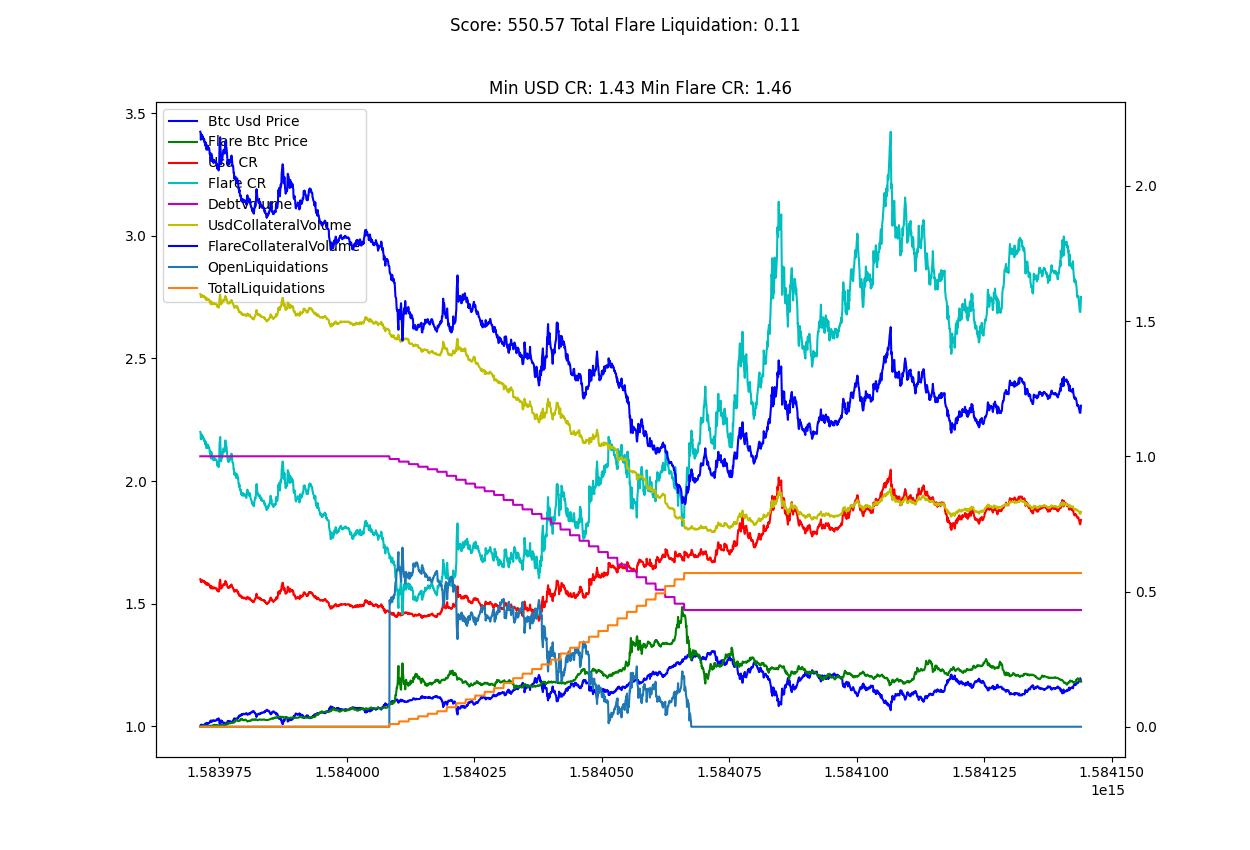 Score: 550.57 Total Flare Liquidation: 0.11
Min USD CR: 1.43 Min Flare CR: 1.46
3.5
3.0
2.5
2.0
1.5
1.0
Btc Usd Price
Flare Btc Price
Usd CR
Flare CR
DebtVolume
UsdCollateralVolume
FlareCollateralVolume
OpenLiquidations
TotalLiquidations
2.0
1.5
1.0
0.5
0.0
1.583975
1.584000
1.584025
1.584050
1.584075
1.584100
1.584125
1.584150
1e15